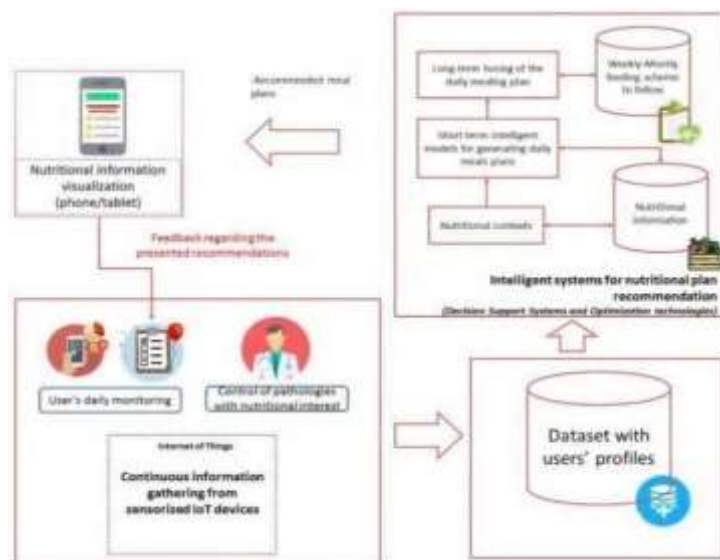 Recommended meal
plans
Nutritional information
visualization
(phone/tablet)
Feedback regarding the
presented recommendations
Long term tuning of the
daily meal plan
Weekly-
feeding scheme
to follow
Short term intelligent
models for generating daily
meals plans
Nutritional contexts
Nutritional
information
Intelligent systems for nutritional plan
recommendation
(Decision Support Systems and Optimization technologies)
User's daily monitoring
Control of pathologies
with nutritional interest
Internet of Things
Continuous information
gathering from
sensorized IoT devices
Dataset with
users' profiles